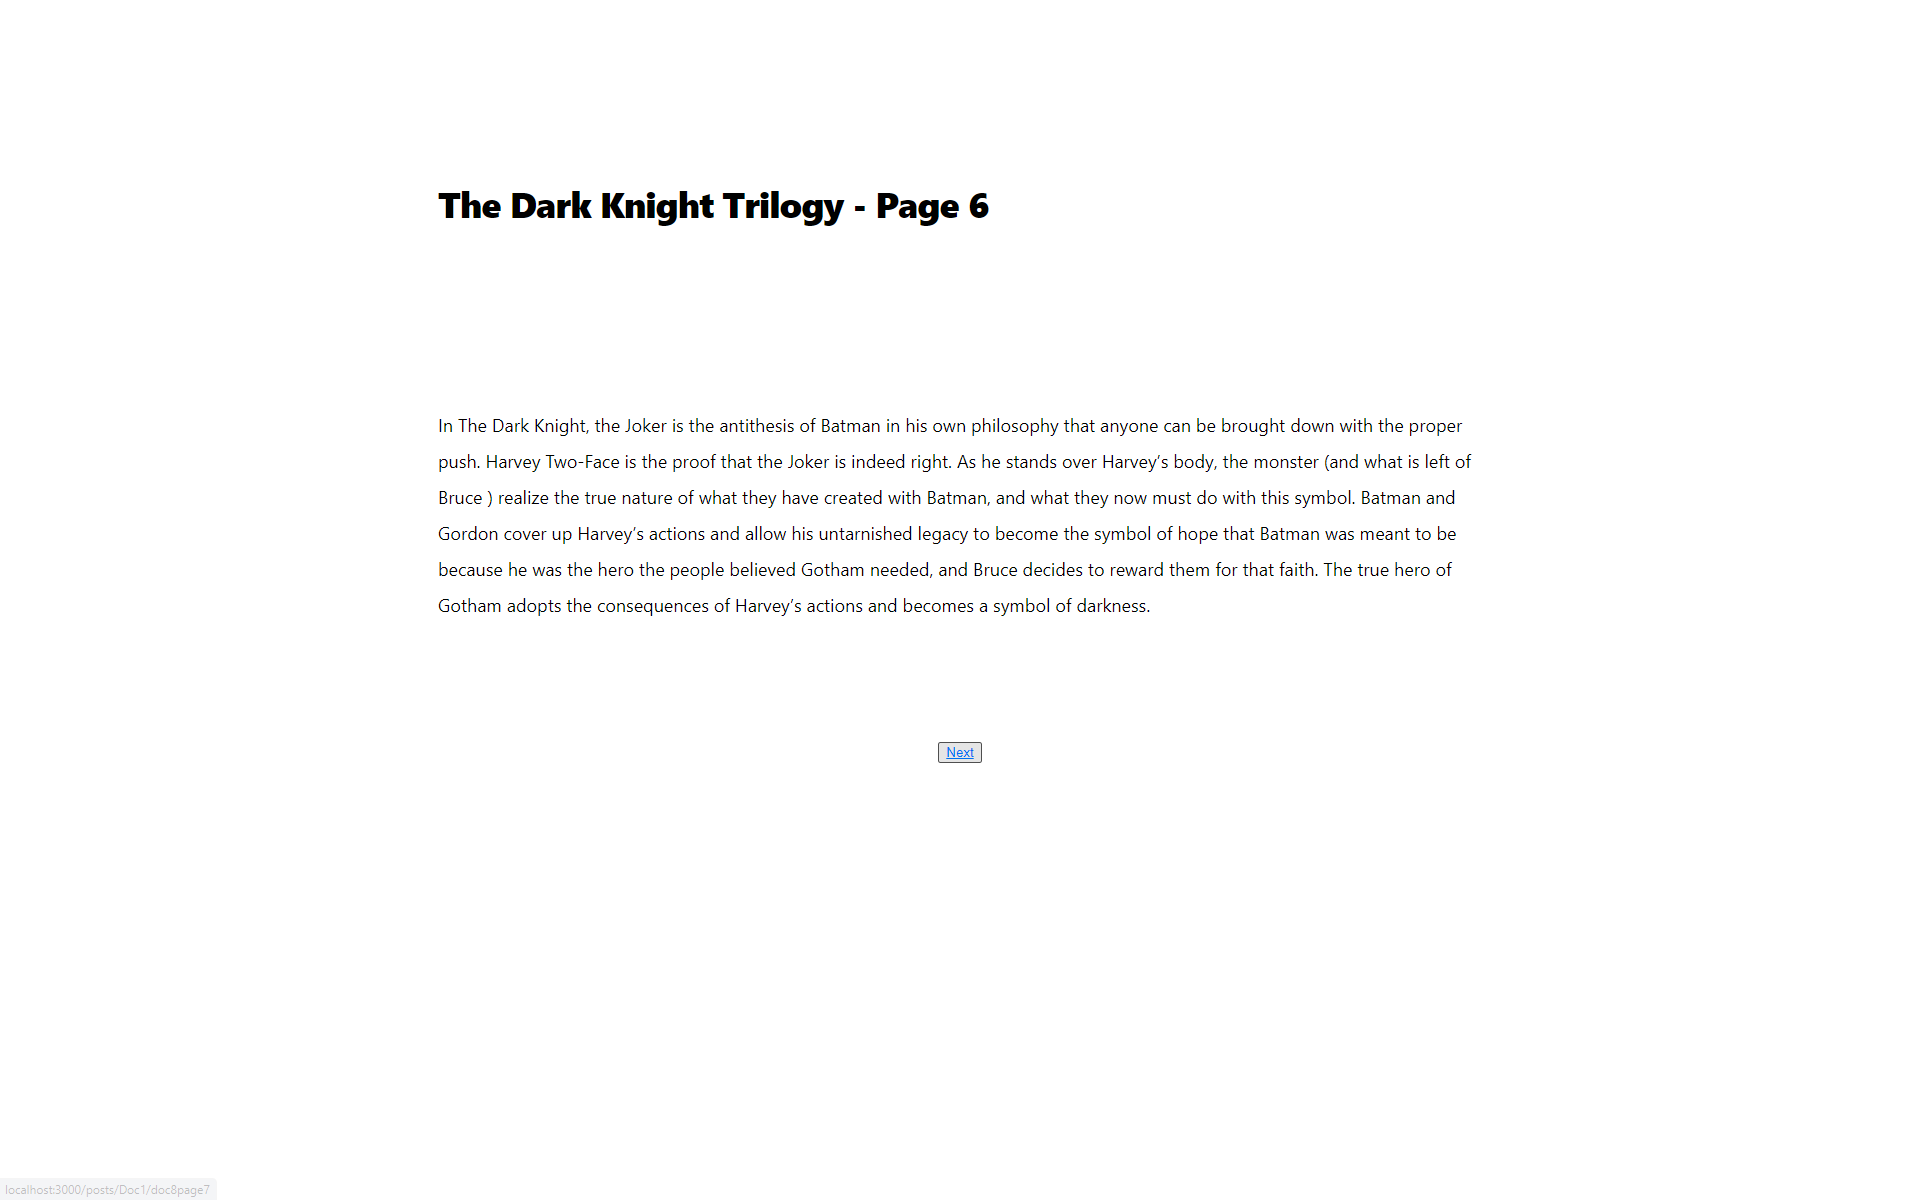 The Dark Knight Trilogy - Page 6
In The Dark Knight, the Joker is the antithesis of Batman in his own philosophy that anyone can be brought down with the proper
push. Harvey Two-Face is the proof that the Joker is indeed right. As he stands over Harvey’s body, the monster (and what is left of
Bruce ) realize the true nature of what they have created with Batman, and what they now must do with this symbol. Batman and
Gordon cover up Harvey’s actions and allow his untarnished legacy to become the symbol of hope that Batman was meant to be
because he was the hero the people believed Gotham needed, and Bruce decides to reward them for that faith. The true hero of
Gotham adopts the consequences of Harvey’s actions and becomes a symbol of darkness.
Next
localhost:3000/posts/Doc1/doc8page7